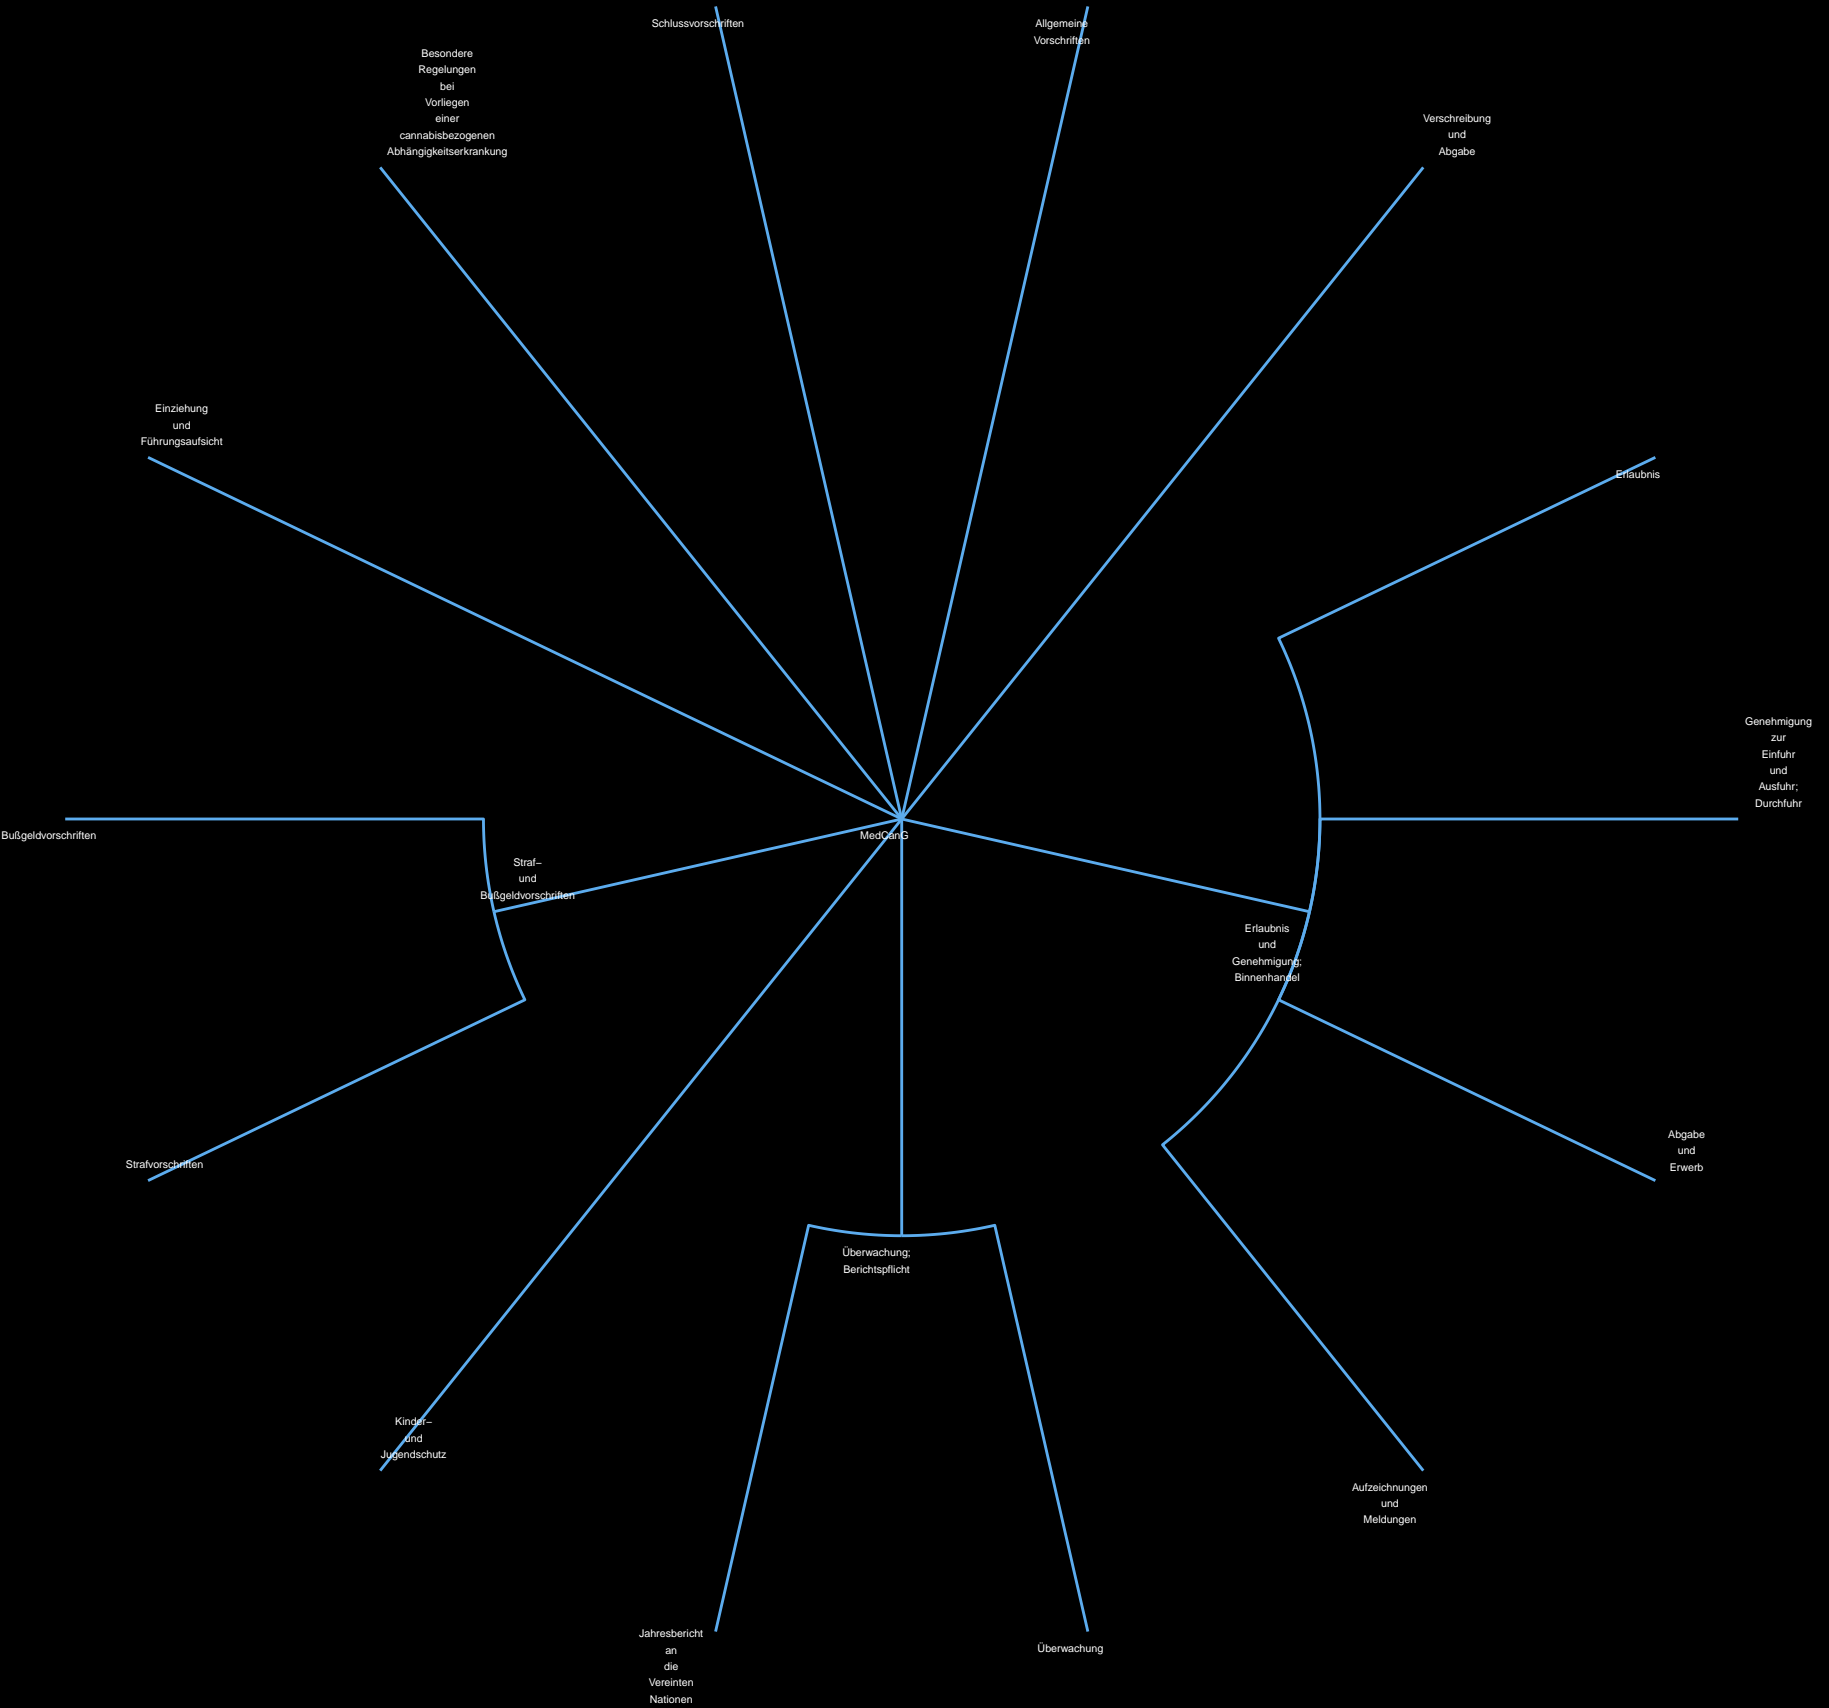 Schlussvorschriften
Allgemeine
Vorschriften
Besondere
Regelungen
bei
Vorliegen
einer
cannabisbezogenen
Abhängigkeitserkrankung
Verschreibung
und
Abgabe
Einziehung
und
Führungsaufsicht
Erlaubnis
Genehmigung
zur
Einfuhr
und
Ausfuhr;
Durchfuhr
Bußgeldvorschriften
MedCanG
Straf–
und
Bußgeldvorschriften
Erlaubnis
und
Genehmigung;
Binnenhandel
Strafvorschriften
Abgabe
und
Erwerb
Überwachung;
Berichtspflicht
Kinder–
und
Jugendschutz
Aufzeichnungen
und
Meldungen
Jahresbericht
an
die
Vereinten
Nationen
Überwachung